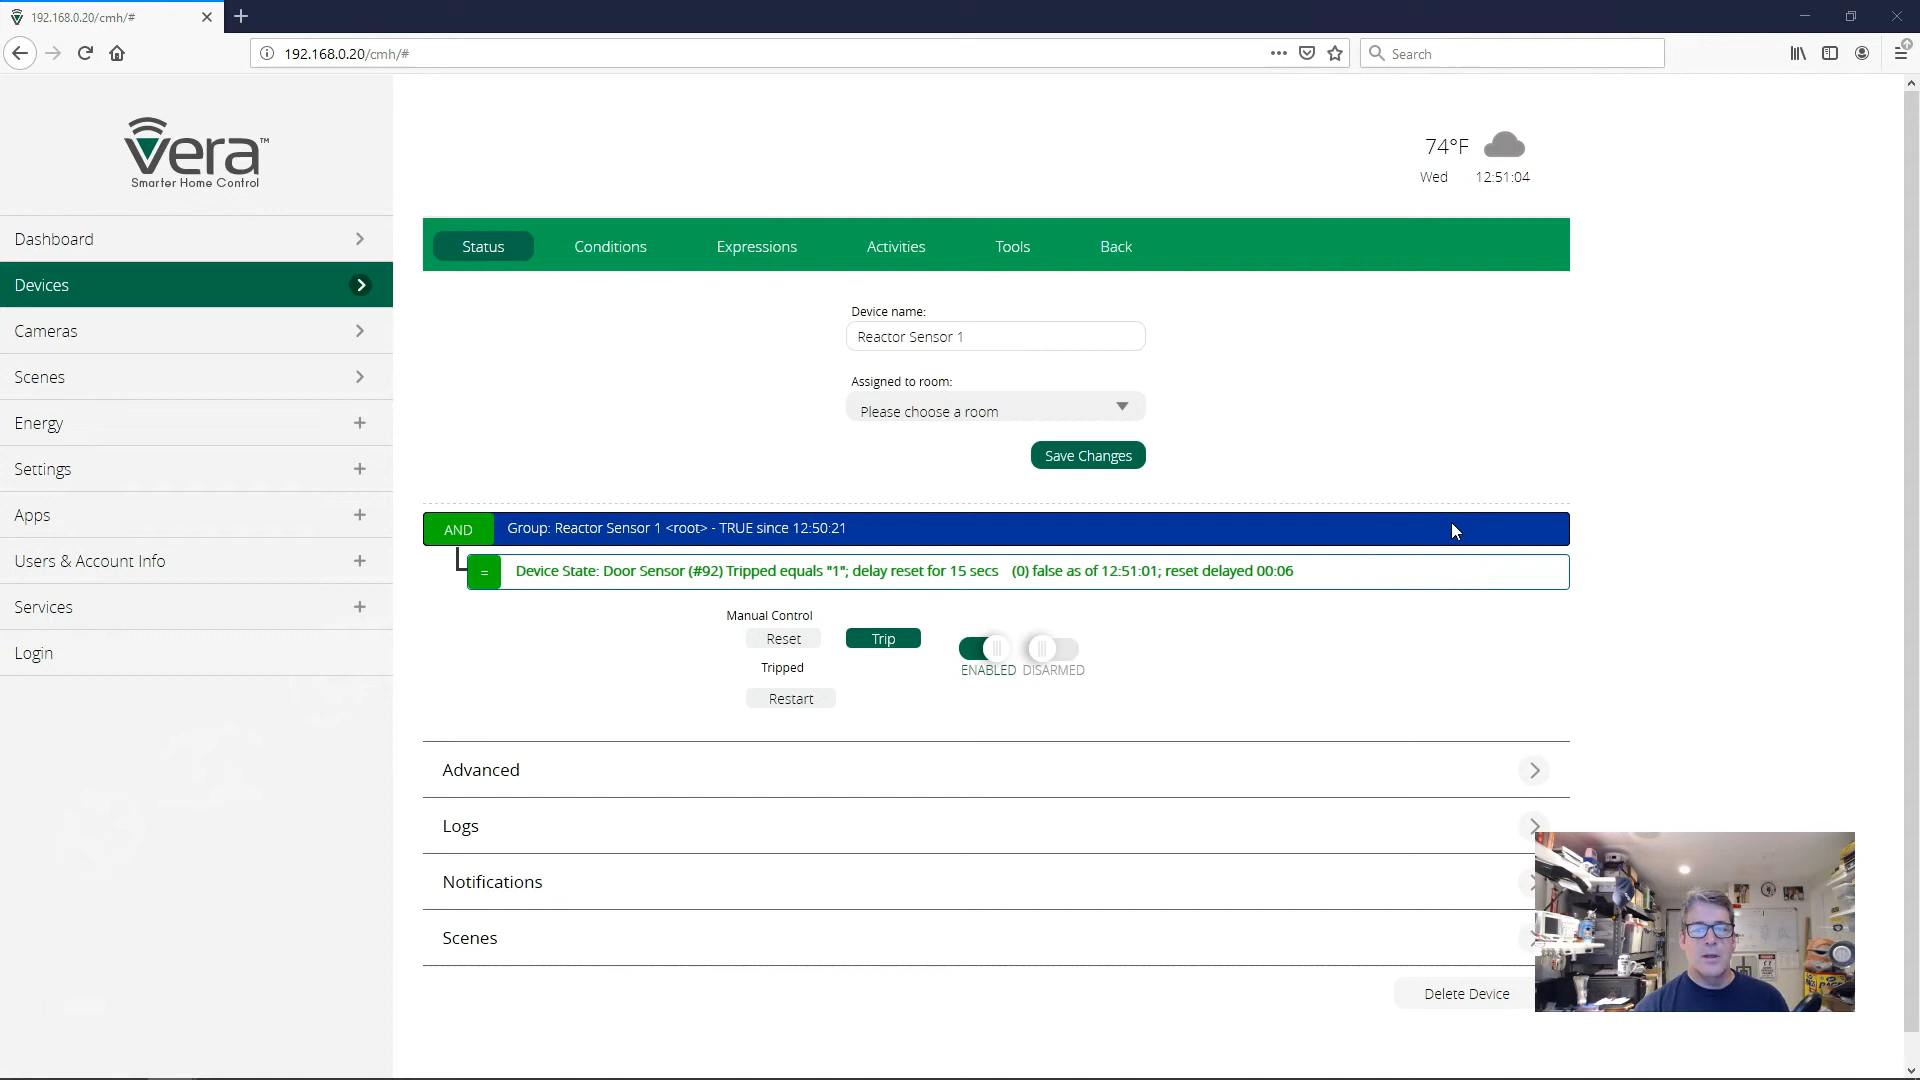 192.168.0.20/cmh/#
192.168.0.20/cmh/#
Search
vera™
Smarter Home Control
74°F
Wed 12:51:04
Dashboard
Devices
Cameras
Scenes
Energy
Settings
Apps
Users & Account Info
Services
Login
Status Conditions Expressions Activities Tools Back
Device name:
Reactor Sensor 1
Assigned to room:
Please choose a room
Save Changes
AND Group: Reactor Sensor 1 <root> - TRUE since 12:50:21
= Device State: Door Sensor (#92) Tripped equals "1"; delay reset for 15 secs (0) false as of 12:51:01; reset delayed 00:06
Manual Control
Reset Trip
Tripped
ENABLED DISARMED
Restart
Advanced
Logs
Notifications
Scenes
Delete Device